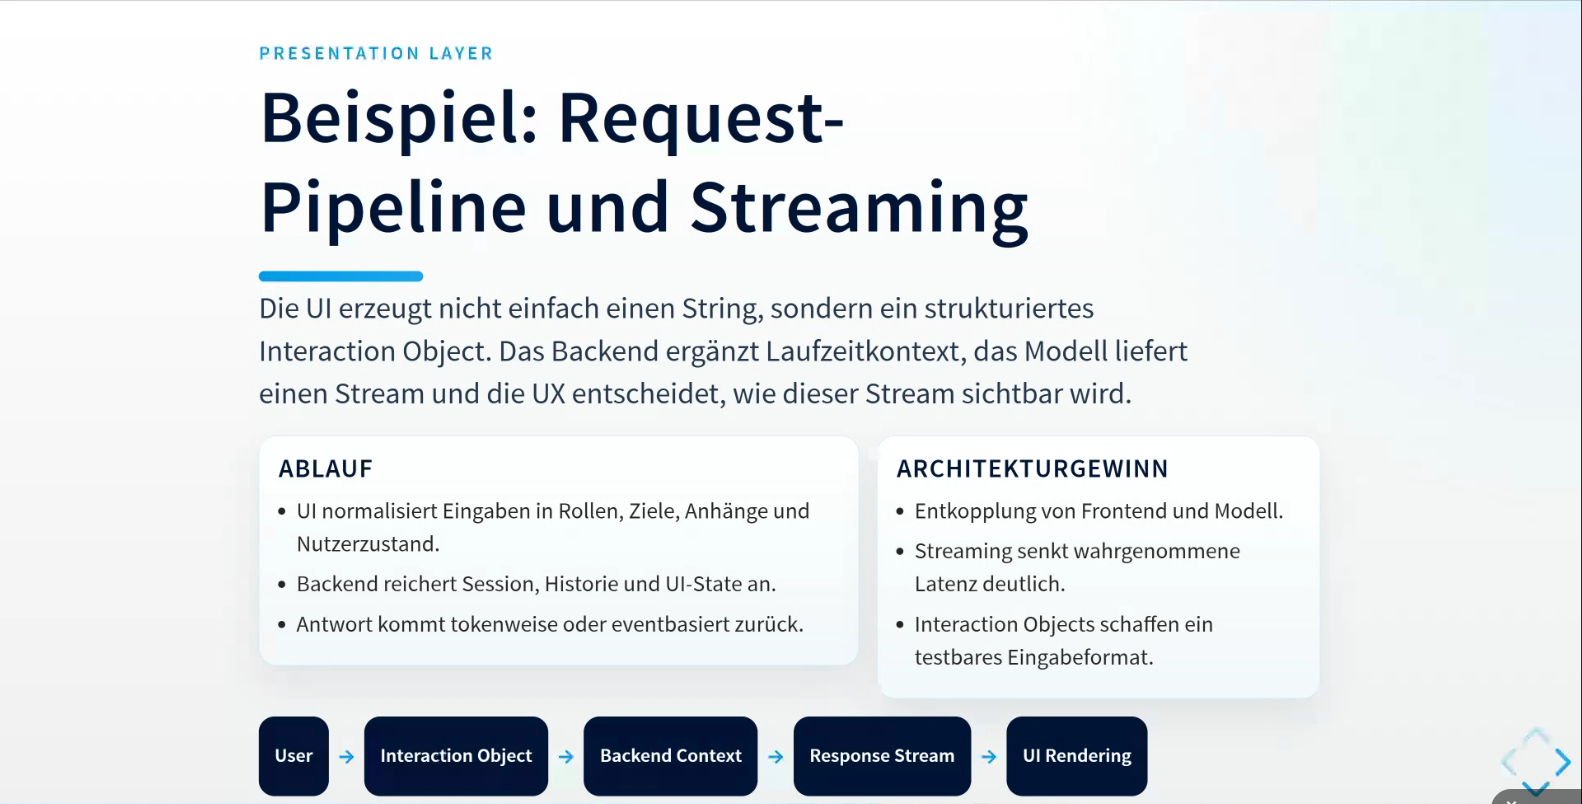 PRESENTATION LAYER
Beispiel: Request-
Pipeline und Streaming
Die UI erzeugt nicht einfach einen String, sondern ein strukturiertes
Interaction Object. Das Backend ergänzt Laufzeitkontext, das Modell liefert
einen Stream und die UX entscheidet, wie dieser Stream sichtbar wird.
ABLAUF
• UI normalisiert Eingaben in Rollen, Ziele, Anhänge und
Nutzerzustand.
• Backend reichert Session, Historie und UI-State an.
• Antwort kommt tokenweise oder eventbasiert zurück.
ARCHITEKTURGEWINN
• Entkopplung von Frontend und Modell.
• Streaming senkt wahrgenommene
Latenz deutlich.
• Interaction Objects schaffen ein
testbares Eingabeformat.
User → Interaction Object → Backend Context → Response Stream → UI Rendering